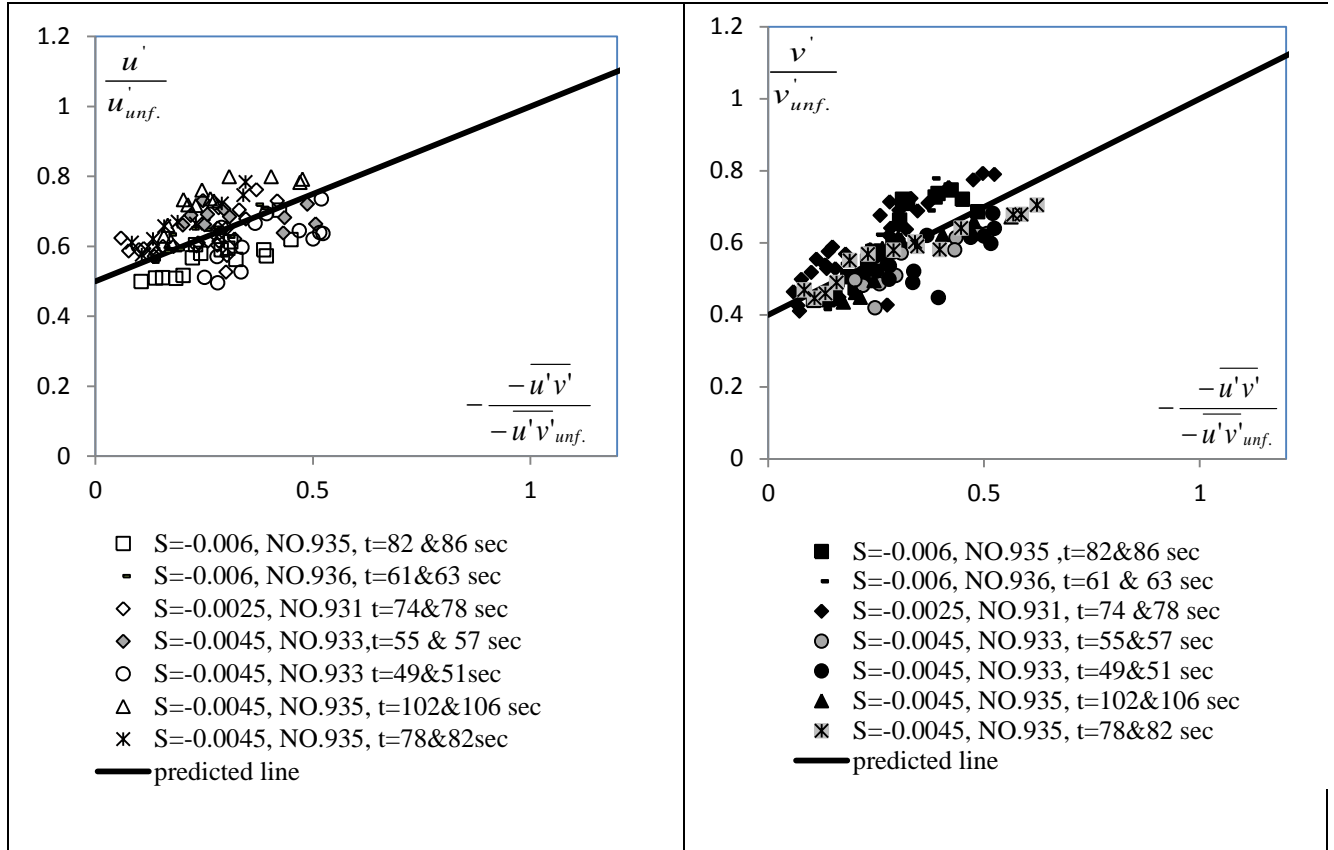 1.2
u'
u'unf.
1
0.8
0.6
0.4
0.2
0
-u'v'
-
-u'v'unf.
0 0.5 1
S=-0.006, NO.935, t=82 &86 sec
S=-0.006, NO.936, t=61&63 sec
S=-0.0025, NO.931 t=74&78 sec
S=-0.0045, NO.933,t=55 & 57 sec
S=-0.0045, NO.933 t=49&51sec
S=-0.0045, NO.935, t=102&106 sec
S=-0.0045, NO.935, t=78&82sec
predicted line
1.2
v'
v'unf.
1
0.8
0.6
0.4
0.2
0
-u'v'
-
-u'v'unf.
0 0.5 1
S=-0.006, NO.935 ,t=82&86 sec
S=-0.006, NO.936, t=61 & 63 sec
S=-0.0025, NO.931, t=74 &78 sec
S=-0.0045, NO.933, t=55&57 sec
S=-0.0045, NO.933, t=49&51 sec
S=-0.0045, NO.935, t=102&106 sec
S=-0.0045, NO.935, t=78&82 sec
predicted line